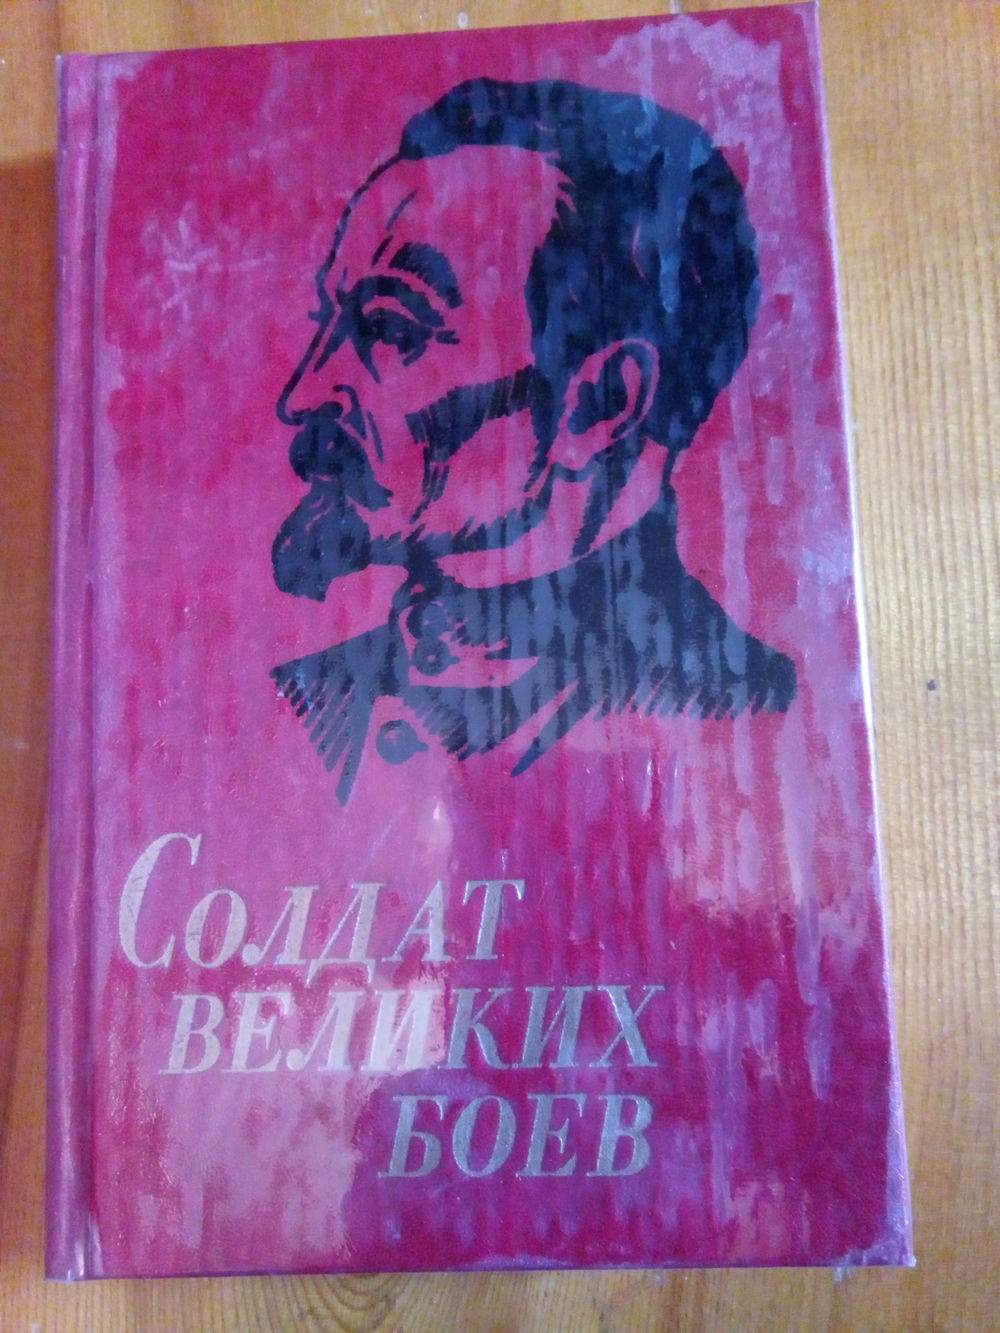 Солдат
великих
боев